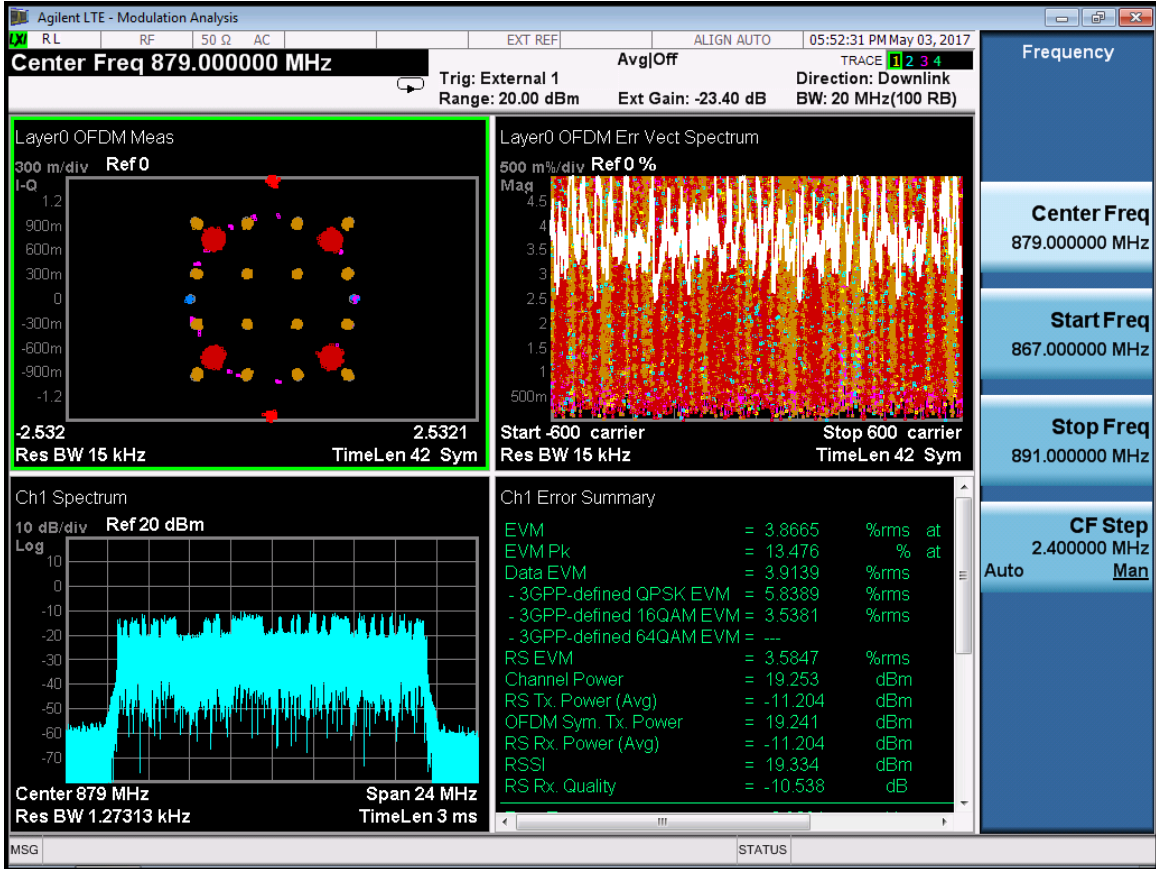 Agilent LTE - Modulation Analysis
LXI RL RF 50 Ω AC EXT REF ALIGN AUTO 05:52:31 PM May 03, 2017
Center Freq 879.000000 MHz
Avg|Off TRACE 1 2 3 4
Trig: External 1 Direction: Downlink
Range: 20.00 dBm Ext Gain: -23.40 dB BW: 20 MHz(100 RB)
Layer0 OFDM Meas
300 m/div Ref 0
I-Q
1.2
900m
600m
300m
0
-300m
-600m
-900m
-1.2
-2.532 2.5321
Res BW 15 kHz TimeLen 42 Sym
Layer0 OFDM Err Vect Spectrum
500 m%/div Ref 0 %
Mag
4.5
4
3.5
3
2.5
2
1.5
1
500m
Start -600 carrier Stop 600 carrier
Res BW 15 kHz TimeLen 42 Sym
Ch1 Spectrum
10 dB/div Ref 20 dBm
Log
10
0
-10
-20
-30
-40
-50
-60
-70
Center 879 MHz Span 24 MHz
Res BW 1.27313 kHz TimeLen 3 ms
Ch1 Error Summary
EVM = 3.8665 %rms at
EVM Pk = 13.476 % at
Data EVM = 3.9139 %rms
- 3GPP-defined QPSK EVM = 5.8389 %rms
- 3GPP-defined 16QAM EVM = 3.5381 %rms
- 3GPP-defined 64QAM EVM = ---
RS EVM = 3.5847 %rms
Channel Power = 19.253 dBm
RS Tx. Power (Avg) = -11.204 dBm
OFDM Sym. Tx. Power = 19.241 dBm
RS Rx. Power (Avg) = -11.204 dBm
RSSI = 19.334 dBm
RS Rx. Quality = -10.538 dB
Frequency
Center Freq
879.000000 MHz
Start Freq
867.000000 MHz
Stop Freq
891.000000 MHz
CF Step
2.400000 MHz
Auto Man
MSG STATUS